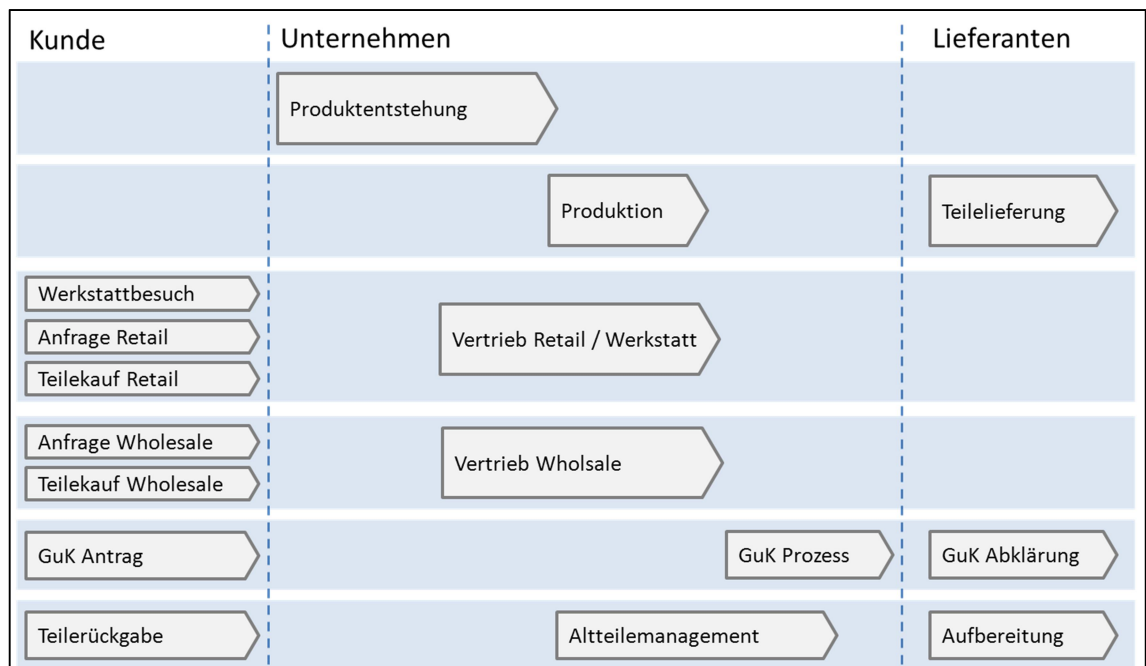 Kunde
Unternehmen
Lieferanten
Produktentstehung
Produktion
Teilelieferung
Werkstattbesuch
Anfrage Retail
Teilekauf Retail
Vertrieb Retail / Werkstatt
Anfrage Wholesale
Teilekauf Wholesale
Vertrieb Wholsale
GuK Antrag
GuK Prozess
GuK Abklärung
Teilerückgabe
Altteilemanagement
Aufbereitung